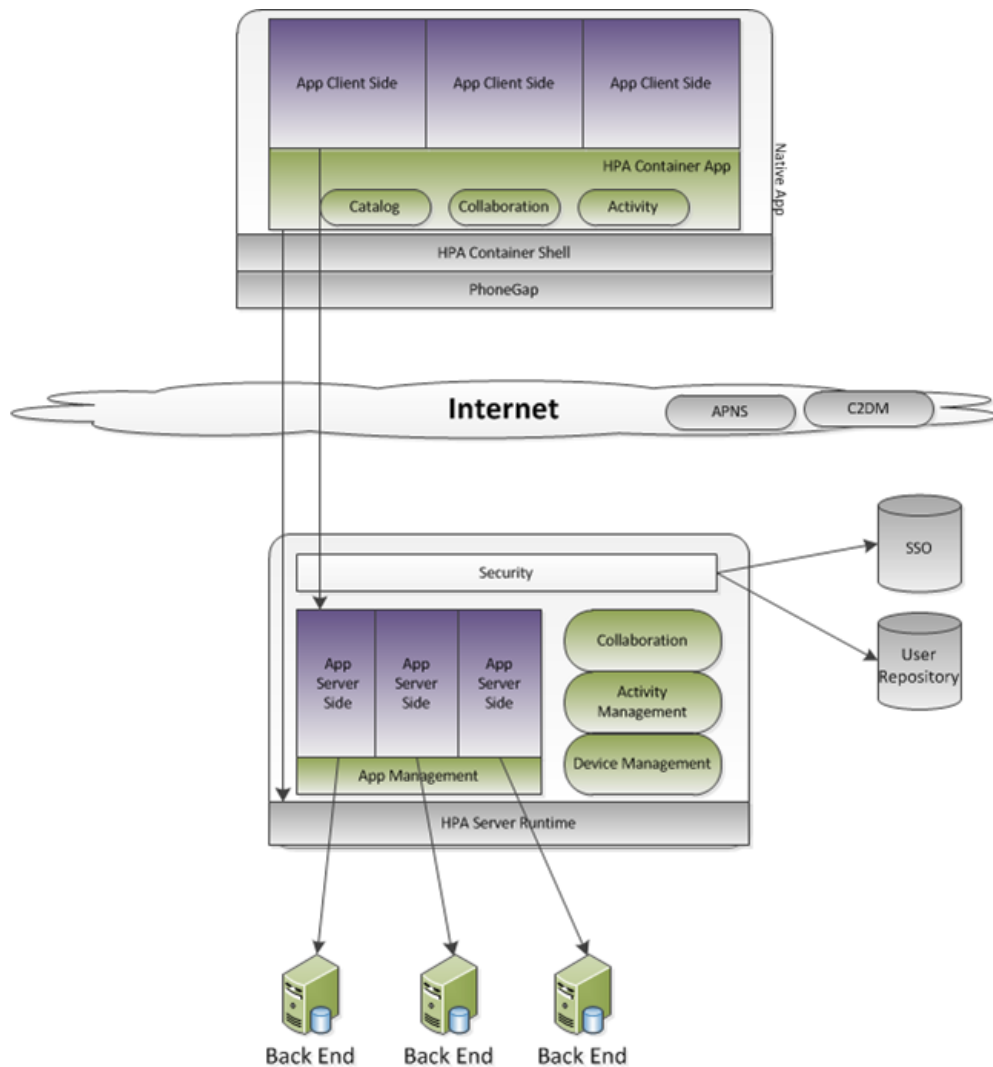 App Client Side
App Client Side
App Client Side
HPA Container App
Catalog
Collaboration
Activity
Native App
HPA Container Shell
PhoneGap
Internet
APNS
C2DM
Security
SSO
User
Repository
App
Server
Side
App
Server
Side
App
Server
Side
Collaboration
Activity
Management
Device Management
App Management
HPA Server Runtime
Back End
Back End
Back End